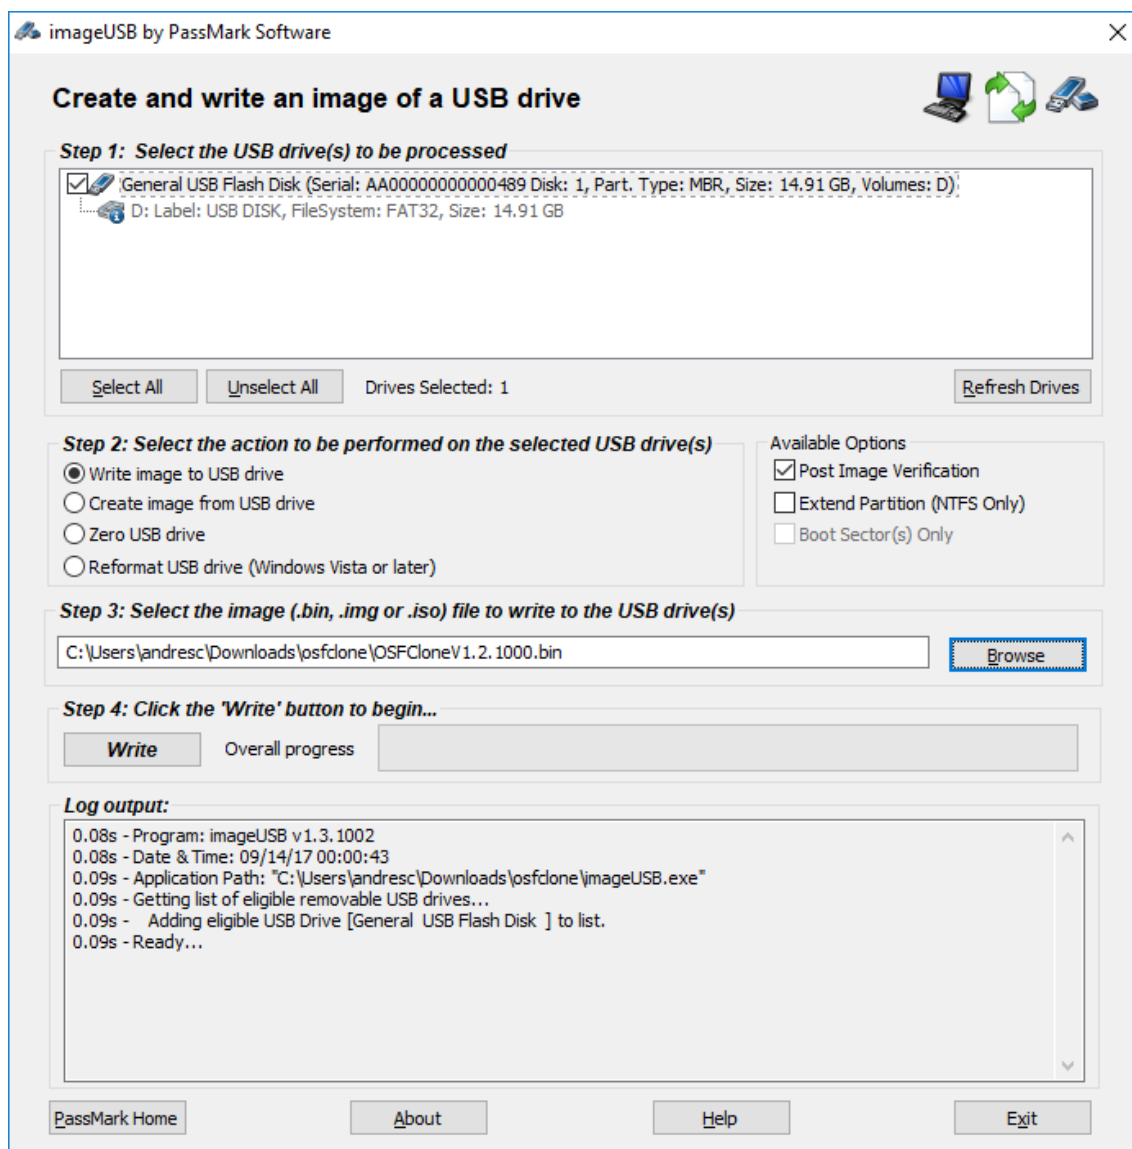 imageUSB by PassMark Software
Create and write an image of a USB drive
Step 1:  Select the USB drive(s) to be processed
General USB Flash Disk (Serial: AA00000000000489 Disk: 1, Part. Type: MBR, Size: 14.91 GB, Volumes: D)
D: Label: USB DISK, FileSystem: FAT32, Size: 14.91 GB
Select All
Unselect All
Drives Selected: 1
Refresh Drives
Step 2: Select the action to be performed on the selected USB drive(s)
Write image to USB drive
Create image from USB drive
Zero USB drive
Reformat USB drive (Windows Vista or later)
Available Options
Post Image Verification
Extend Partition (NTFS Only)
Boot Sector(s) Only
Step 3: Select the image (.bin, .img or .iso) file to write to the USB drive(s)
C:\Users\andresc\Downloads\osfclone\OSFCloneV1.2.1000.bin
Browse
Step 4: Click the 'Write' button to begin...
Write
Overall progress
Log output:
0.08s - Program: imageUSB v1.3.1002
0.08s - Date & Time: 09/14/17 00:00:43
0.09s - Application Path: "C:\Users\andresc\Downloads\osfclone\imageUSB.exe"
0.09s - Getting list of eligible removable USB drives...
0.09s -    Adding eligible USB Drive [General  USB Flash Disk  ] to list.
0.09s - Ready...
PassMark Home
About
Help
Exit